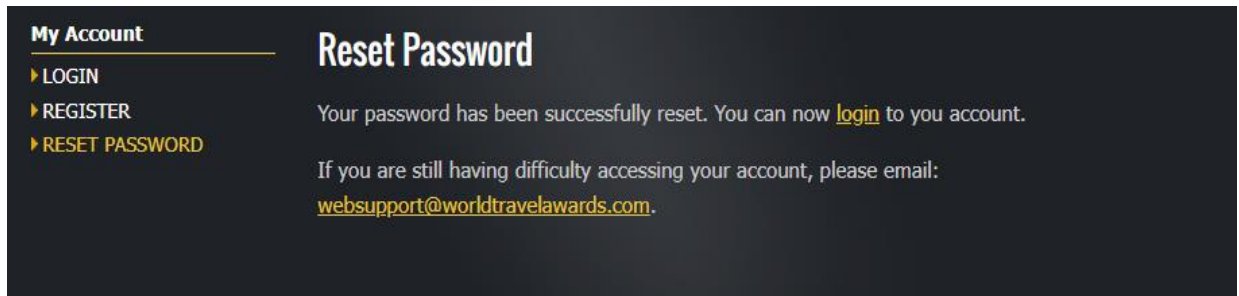 My Account
LOGIN
REGISTER
RESET PASSWORD
Reset Password
Your password has been successfully reset. You can now login to you account.
If you are still having difficulty accessing your account, please email:
websupport@worldtravelawards.com.